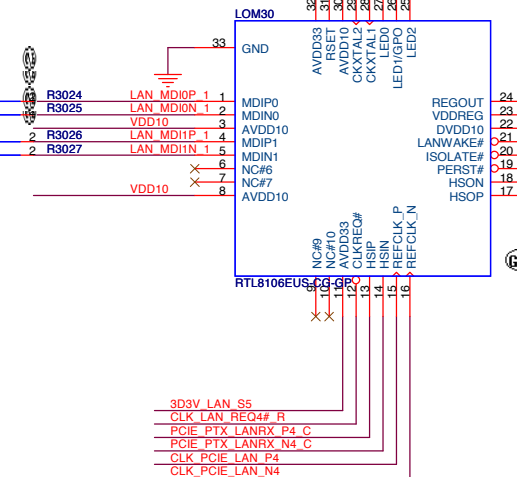 LOM30
32
31
30
29
28
27
26
25
AVDD33
RSET
AVDD10
CKXTAL2
CKXTAL1
LED0
LED1/GPO
LED2
33 GND
R3024 LAN_MDI0P_1 1 MDIP0
R3025 LAN_MDI0N_1 2 MDIN0
VDD10 3 AVDD10
2 R3026 LAN_MDI1P_1 4 MDIP1
2 R3027 LAN_MDI1N_1 5 MDIN1
6 NC#6
7 NC#7
VDD10 8 AVDD10
REGOUT 24
VDDREG 23
DVDD10 22
LANWAKE# 21
ISOLATE# 20
PERST# 19
HSON 18
HSOP 17
NC#9
NC#10
AVDD33
CLKREQ#
HSIP
HSIN
REFCLK_P
REFCLK_N
RTL8106EUS-CG-GP
9
10
11
12
13
14
15
16
3D3V_LAN_S5
CLK_LAN_REQ4#_R
PCIE_PTX_LANRX_P4_C
PCIE_PTX_LANRX_N4_C
CLK_PCIE_LAN_P4
CLK_PCIE_LAN_N4